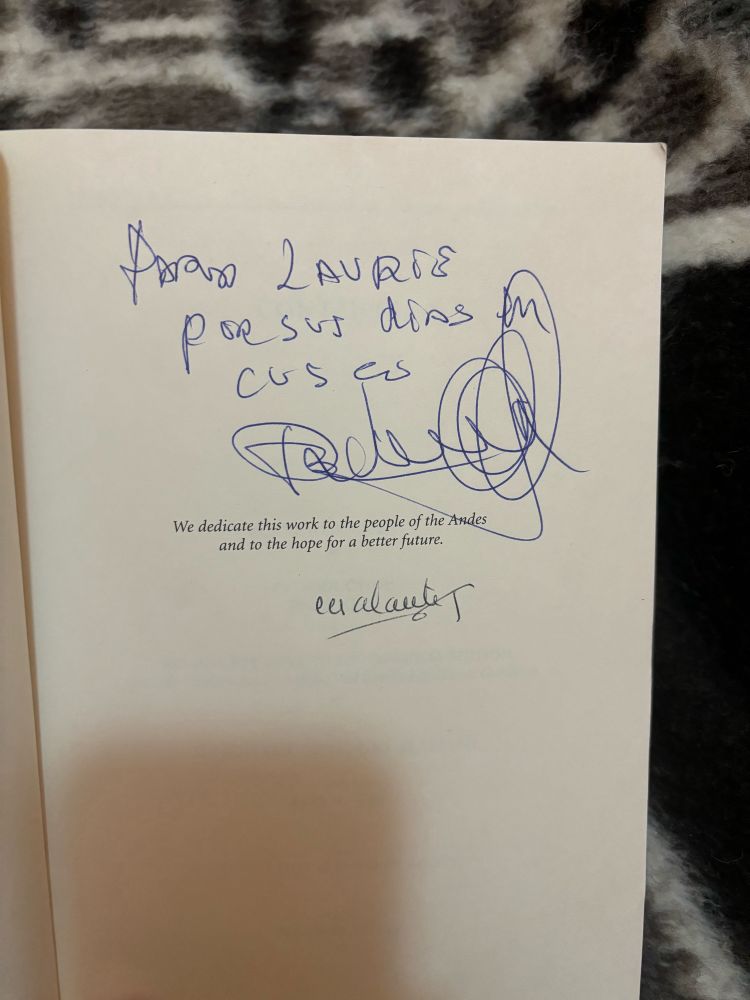 Para LAURIE
POR SUS DÍAS EN
CUSCO
We dedicate this work to the people of the Andes
and to the hope for a better future.